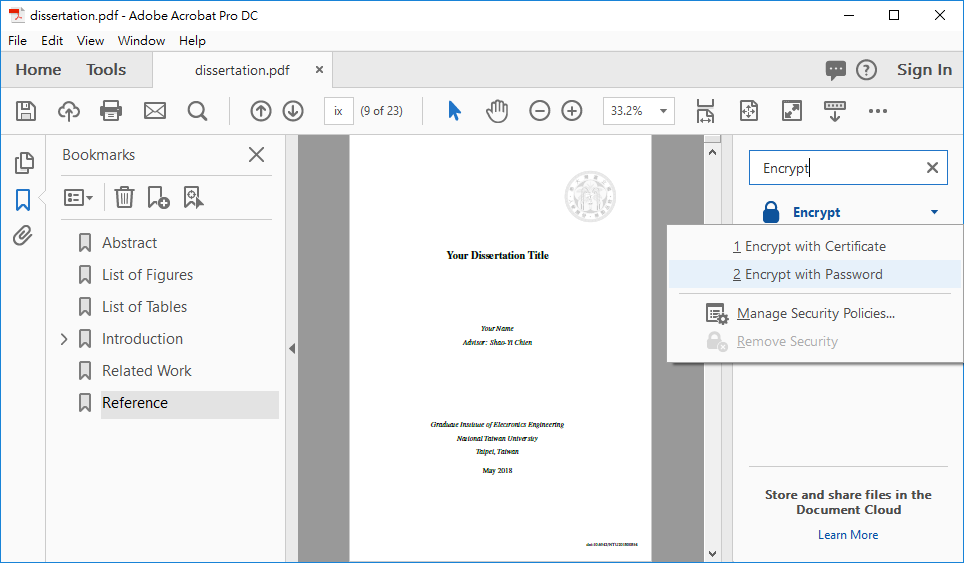 dissertation.pdf - Adobe Acrobat Pro DC
File Edit View Window Help
Home Tools dissertation.pdf × Sign In
ix (9 of 23) 33.2%
Bookmarks
Abstract
List of Figures
List of Tables
Introduction
Related Work
Reference
Your Dissertation Title
Your Name
Advisor: Shao-Yi Chien
Graduate Institute of Electronics Engineering
National Taiwan University
Taipei, Taiwan
May 2018
Encrypt
Encrypt
1 Encrypt with Certificate
2 Encrypt with Password
Manage Security Policies...
Remove Security
Store and share files in the
Document Cloud
Learn More